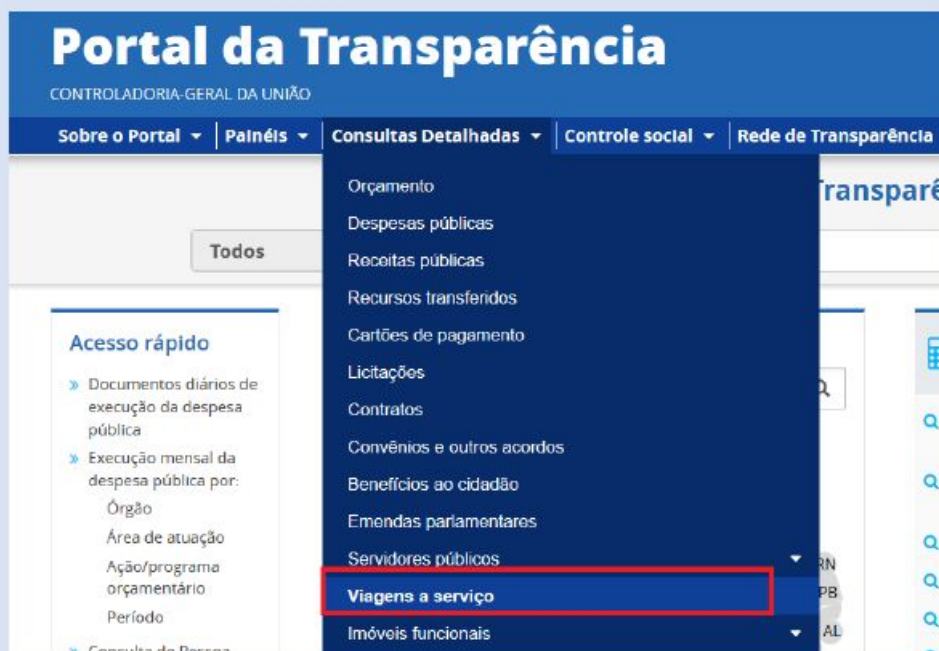 Portal da Transparência
CONTROLADORIA-GERAL DA UNIÃO
Sobre o Portal
Painéis
Consultas Detalhadas
Controle social
Rede de Transparência
Todos
Acesso rápido
Documentos diários de
execução da despesa
pública
Execução mensal da
despesa pública por:
Órgão
Área de atuação
Ação/programa
orçamentário
Período
Orçamento
Despesas públicas
Receitas públicas
Recursos transferidos
Cartões de pagamento
Licitações
Contratos
Convênios e outros acordos
Benefícios ao cidadão
Emendas parlamentares
Servidores públicos
Viagens a serviço
Imóveis funcionais
RN
PB
AL